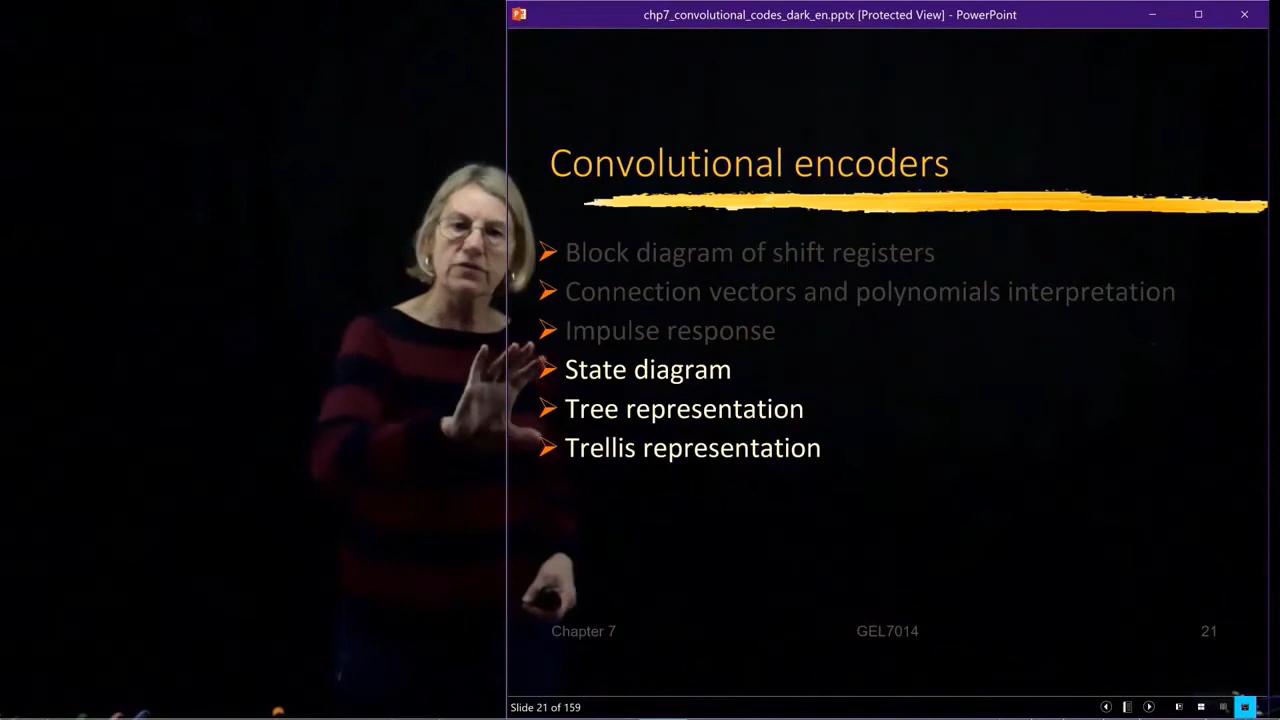 chp7_convolutional_codes_dark_en.pptx [Protected View] - PowerPoint
Convolutional encoders
Block diagram of shift registers
Connection vectors and polynomials interpretation
Impulse response
State diagram
Tree representation
Trellis representation
Chapter 7 GEL7014 21
Slide 21 of 159